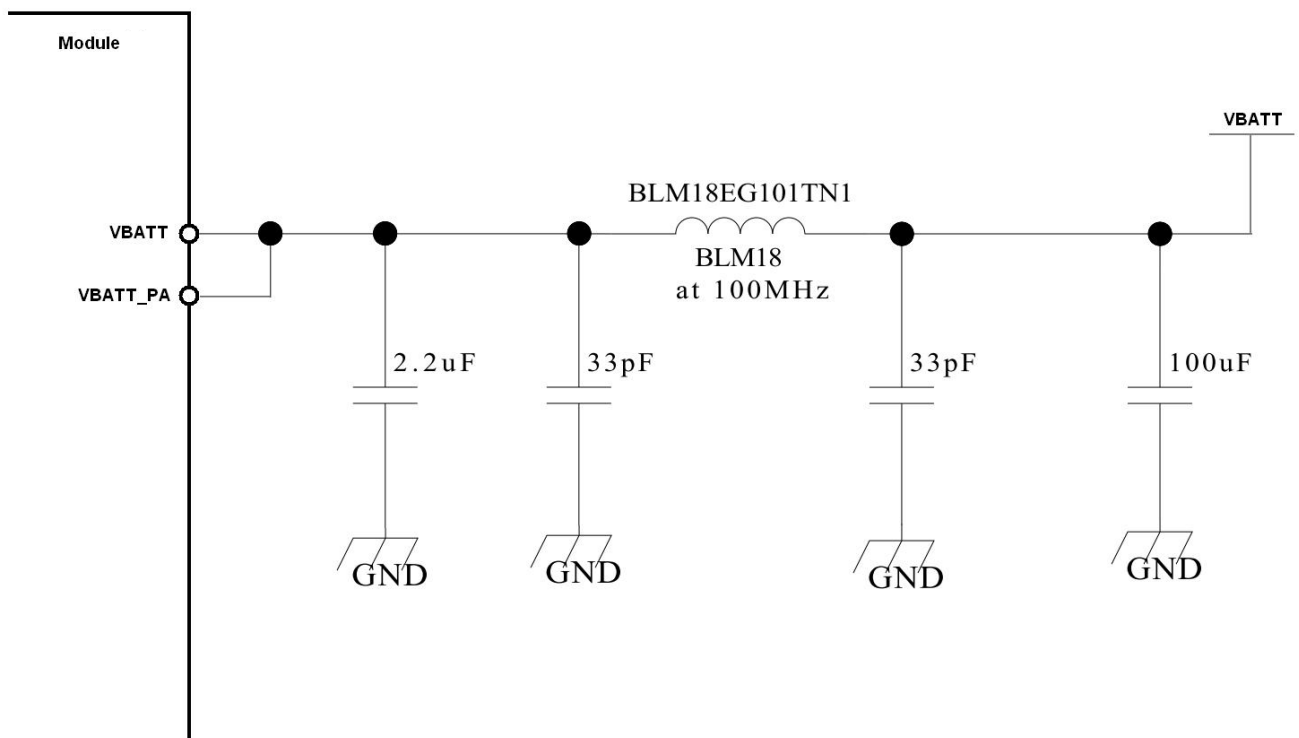 Module
VBATT
BLM18EG101TN1
VBATT
BLM18
at 100MHz
VBATT_PA
2.2uF
33pF
33pF
100uF
GND
GND
GND
GND